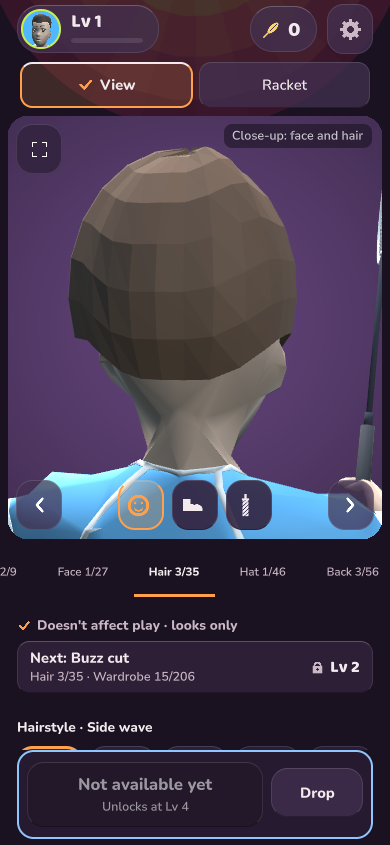 Lv 1
0
View
Racket
Close-up: face and hair
2/9
Face 1/27
Hair 3/35
Hat 1/46
Back 3/56
Doesn't affect play · looks only
Next: Buzz cut
Hair 3/35 · Wardrobe 15/206
Lv 2
Hairstyle · Side wave
Not available yet
Unlocks at Lv 4
Drop